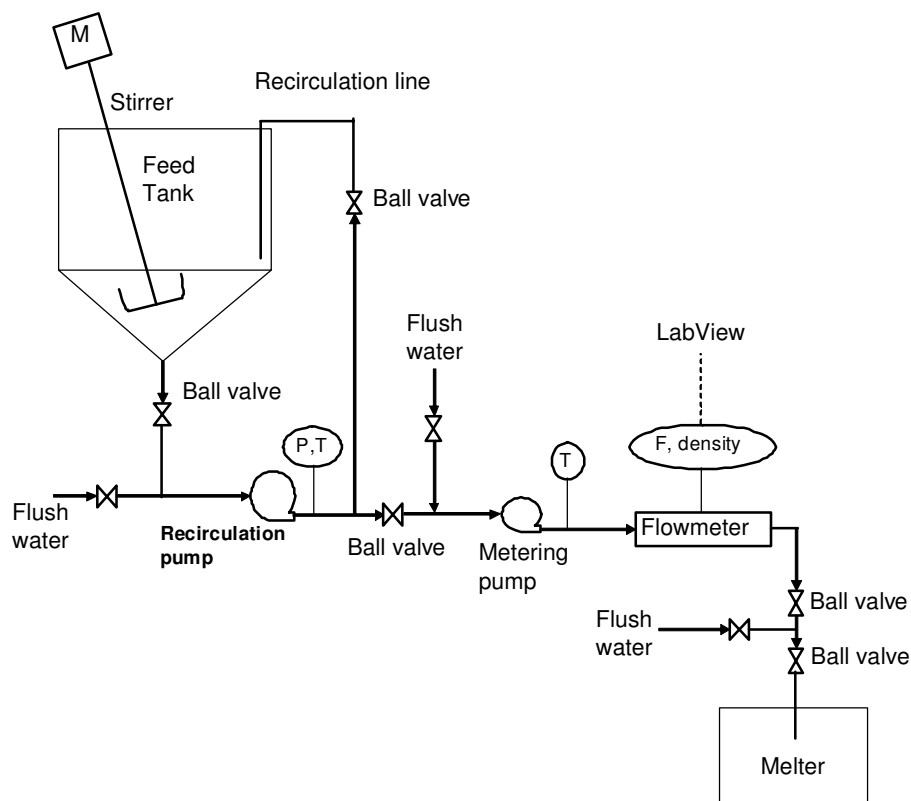 M
Recirculation line
Stirrer
Feed
Tank
Ball valve
Flush
water
LabView
Ball valve
P,T
T
F, density
Flush
water
Recirculation
pump
Ball valve
Metering
pump
Flowmeter
Ball valve
Flush
water
Ball valve
Melter